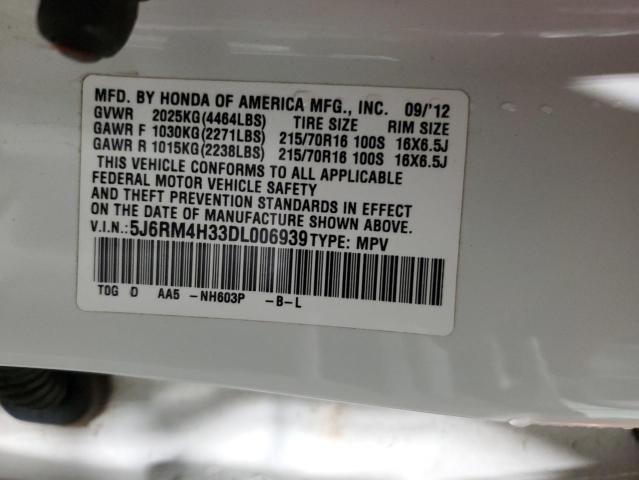 MFD. BY HONDA OF AMERICA MFG., INC. 09/'12
GVWR 2025KG(4464LBS) TIRE SIZE RIM SIZE
GAWR F 1030KG(2271LBS) 215/70R16 100S 16X6.5J
GAWR R 1015KG(2238LBS) 215/70R16 100S 16X6.5J
THIS VEHICLE CONFORMS TO ALL APPLICABLE
FEDERAL MOTOR VEHICLE SAFETY
AND THEFT PREVENTION STANDARDS IN EFFECT
ON THE DATE OF MANUFACTURE SHOWN ABOVE.
V.I.N.:5J6RM4H33DL006939 TYPE: MPV
TDG O AA5 -NH603P -B-L